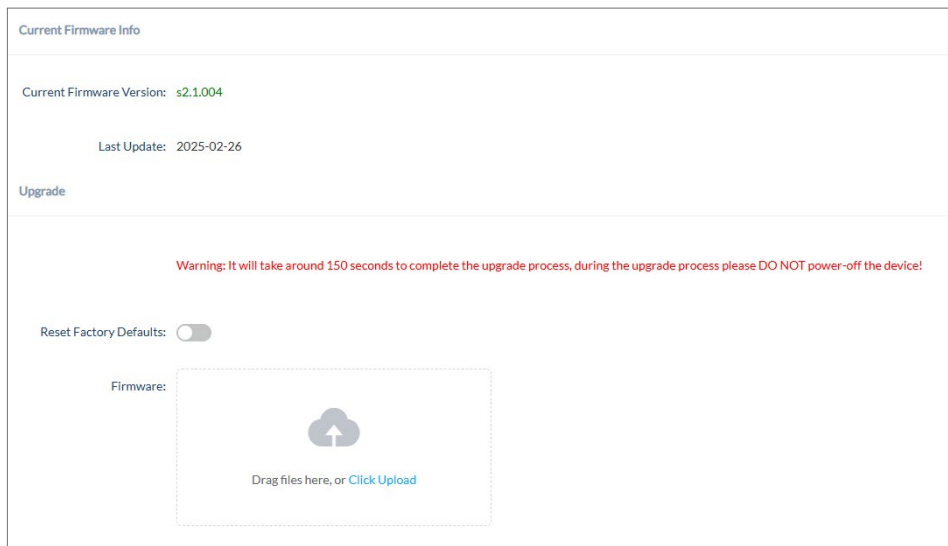 Current Firmware Info
Current Firmware Version: s2.1.004
Last Update: 2025-02-26
Upgrade
Warning: It will take around 150 seconds to complete the upgrade process, during the upgrade process please DO NOT power-off the device!
Reset Factory Defaults:
Firmware:
Drag files here, or Click Upload